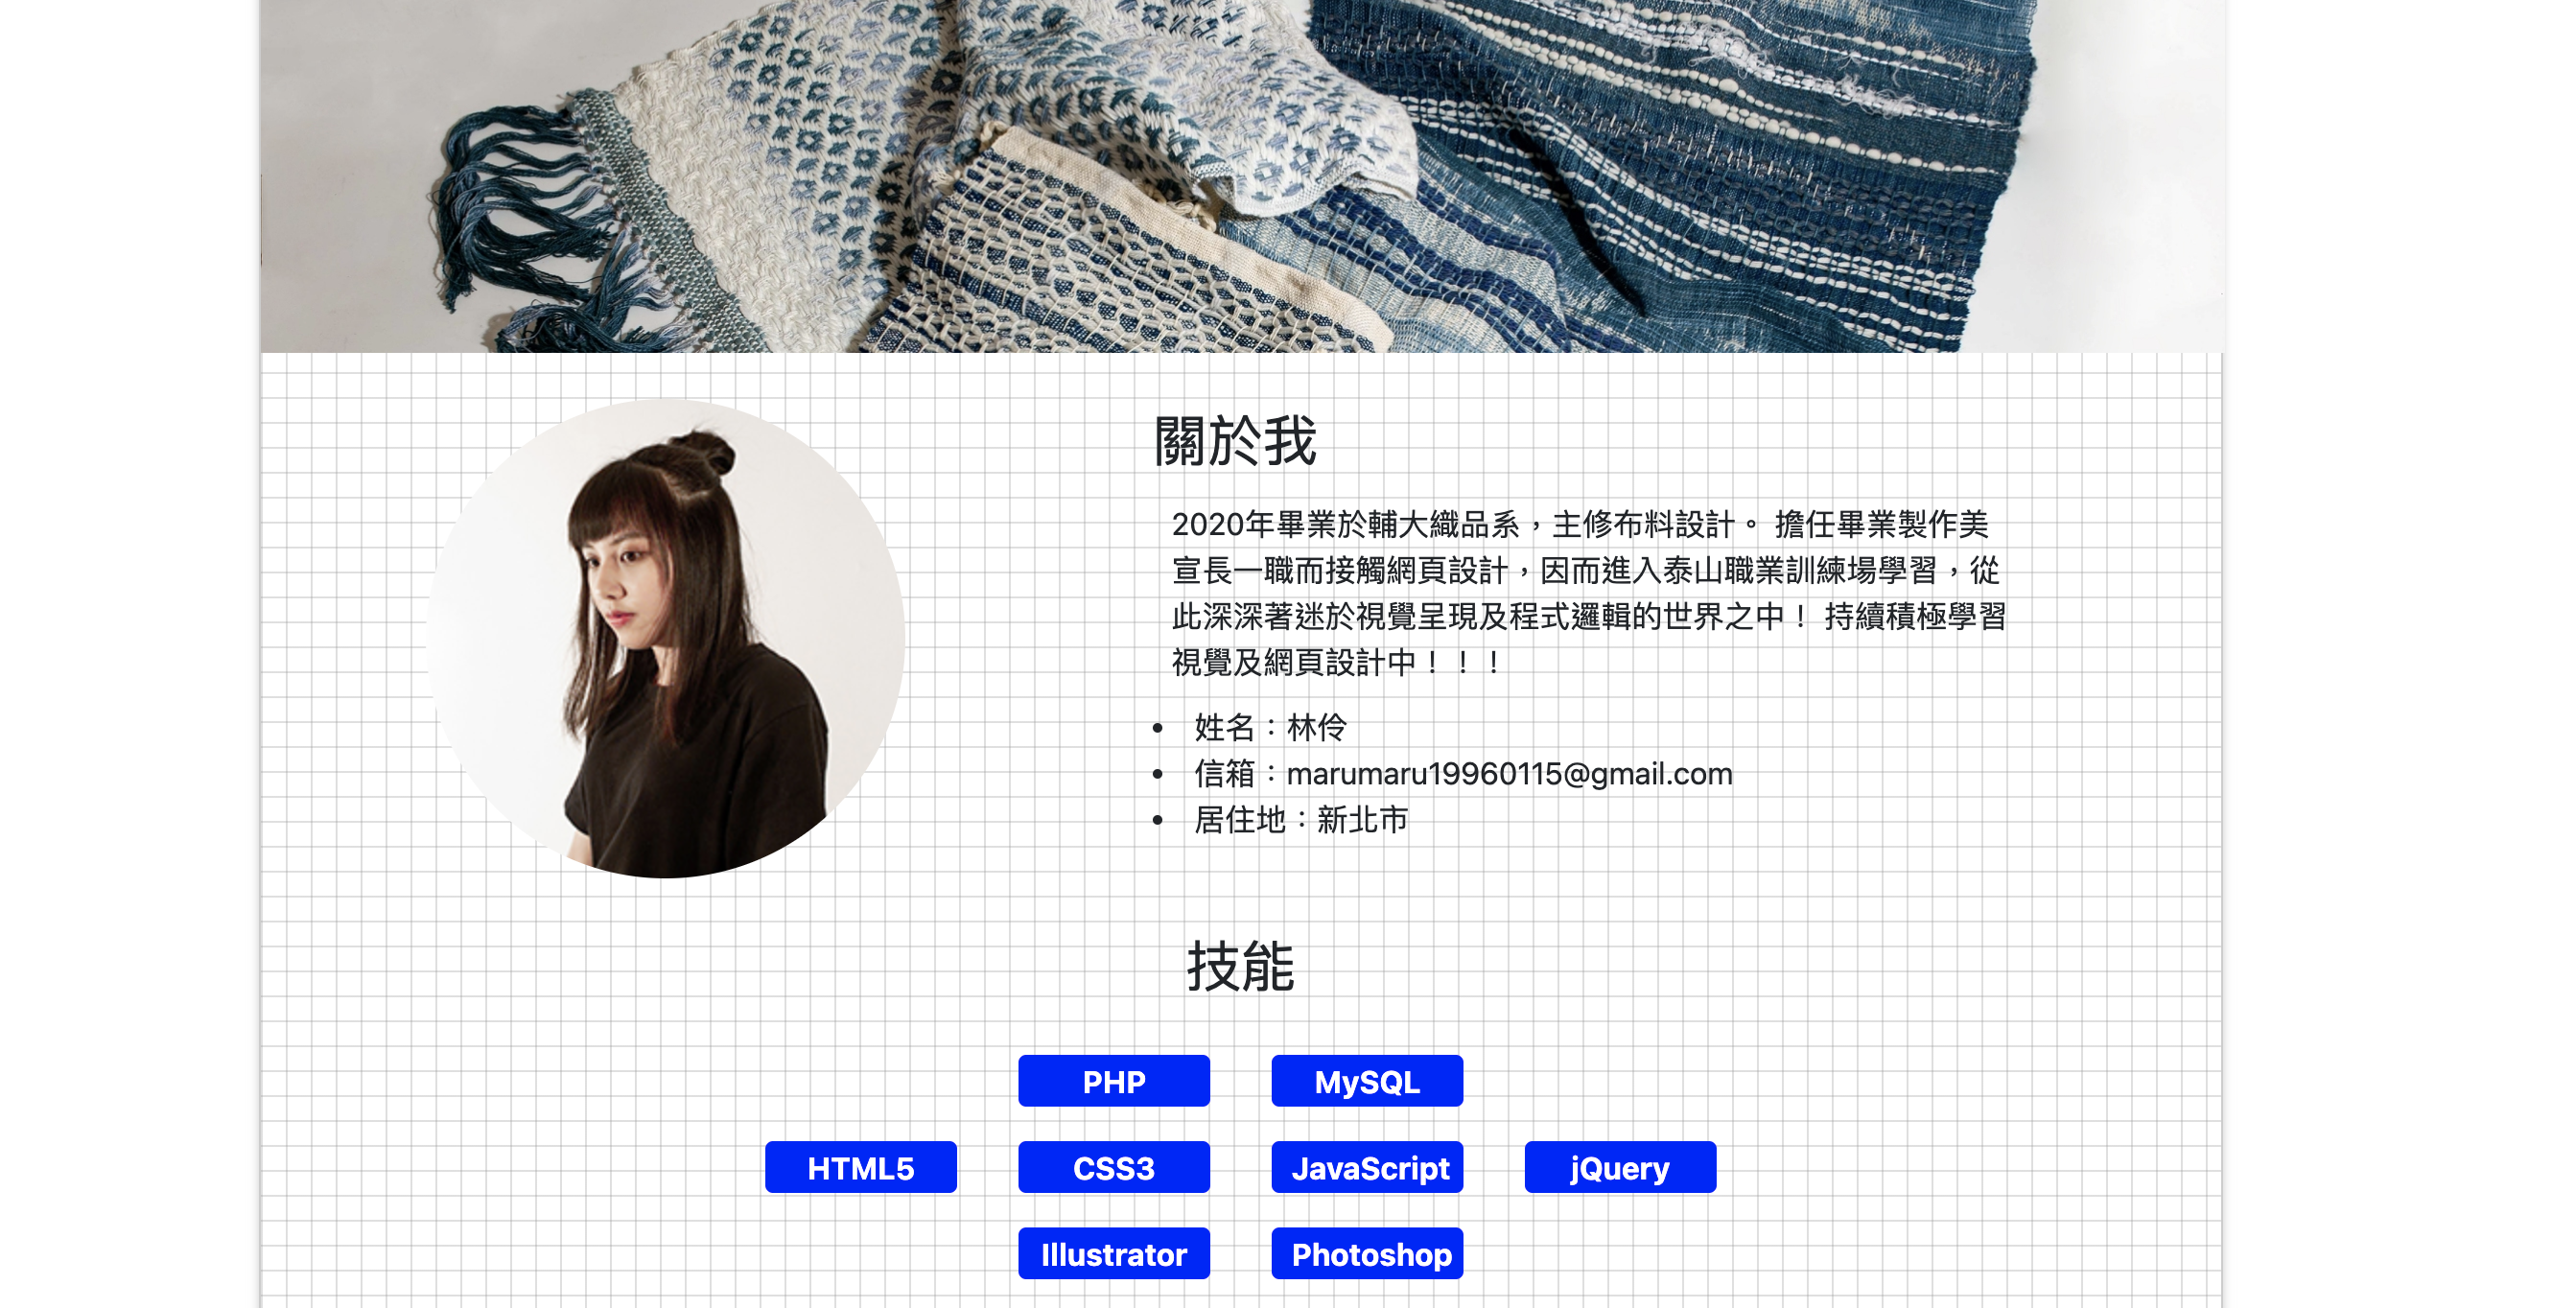 關於我
2020年畢業於輔大織品系，主修布料設計。 擔任畢業製作美
宣長一職而接觸網頁設計，因而進入泰山職業訓練場學習，從
此深深著迷於視覺呈現及程式邏輯的世界之中！ 持續積極學習
視覺及網頁設計中！！！
• 姓名：林伶
• 信箱：marumaru19960115@gmail.com
• 居住地：新北市
技能
PHP MySQL
HTML5 CSS3 JavaScript jQuery
Illustrator Photoshop